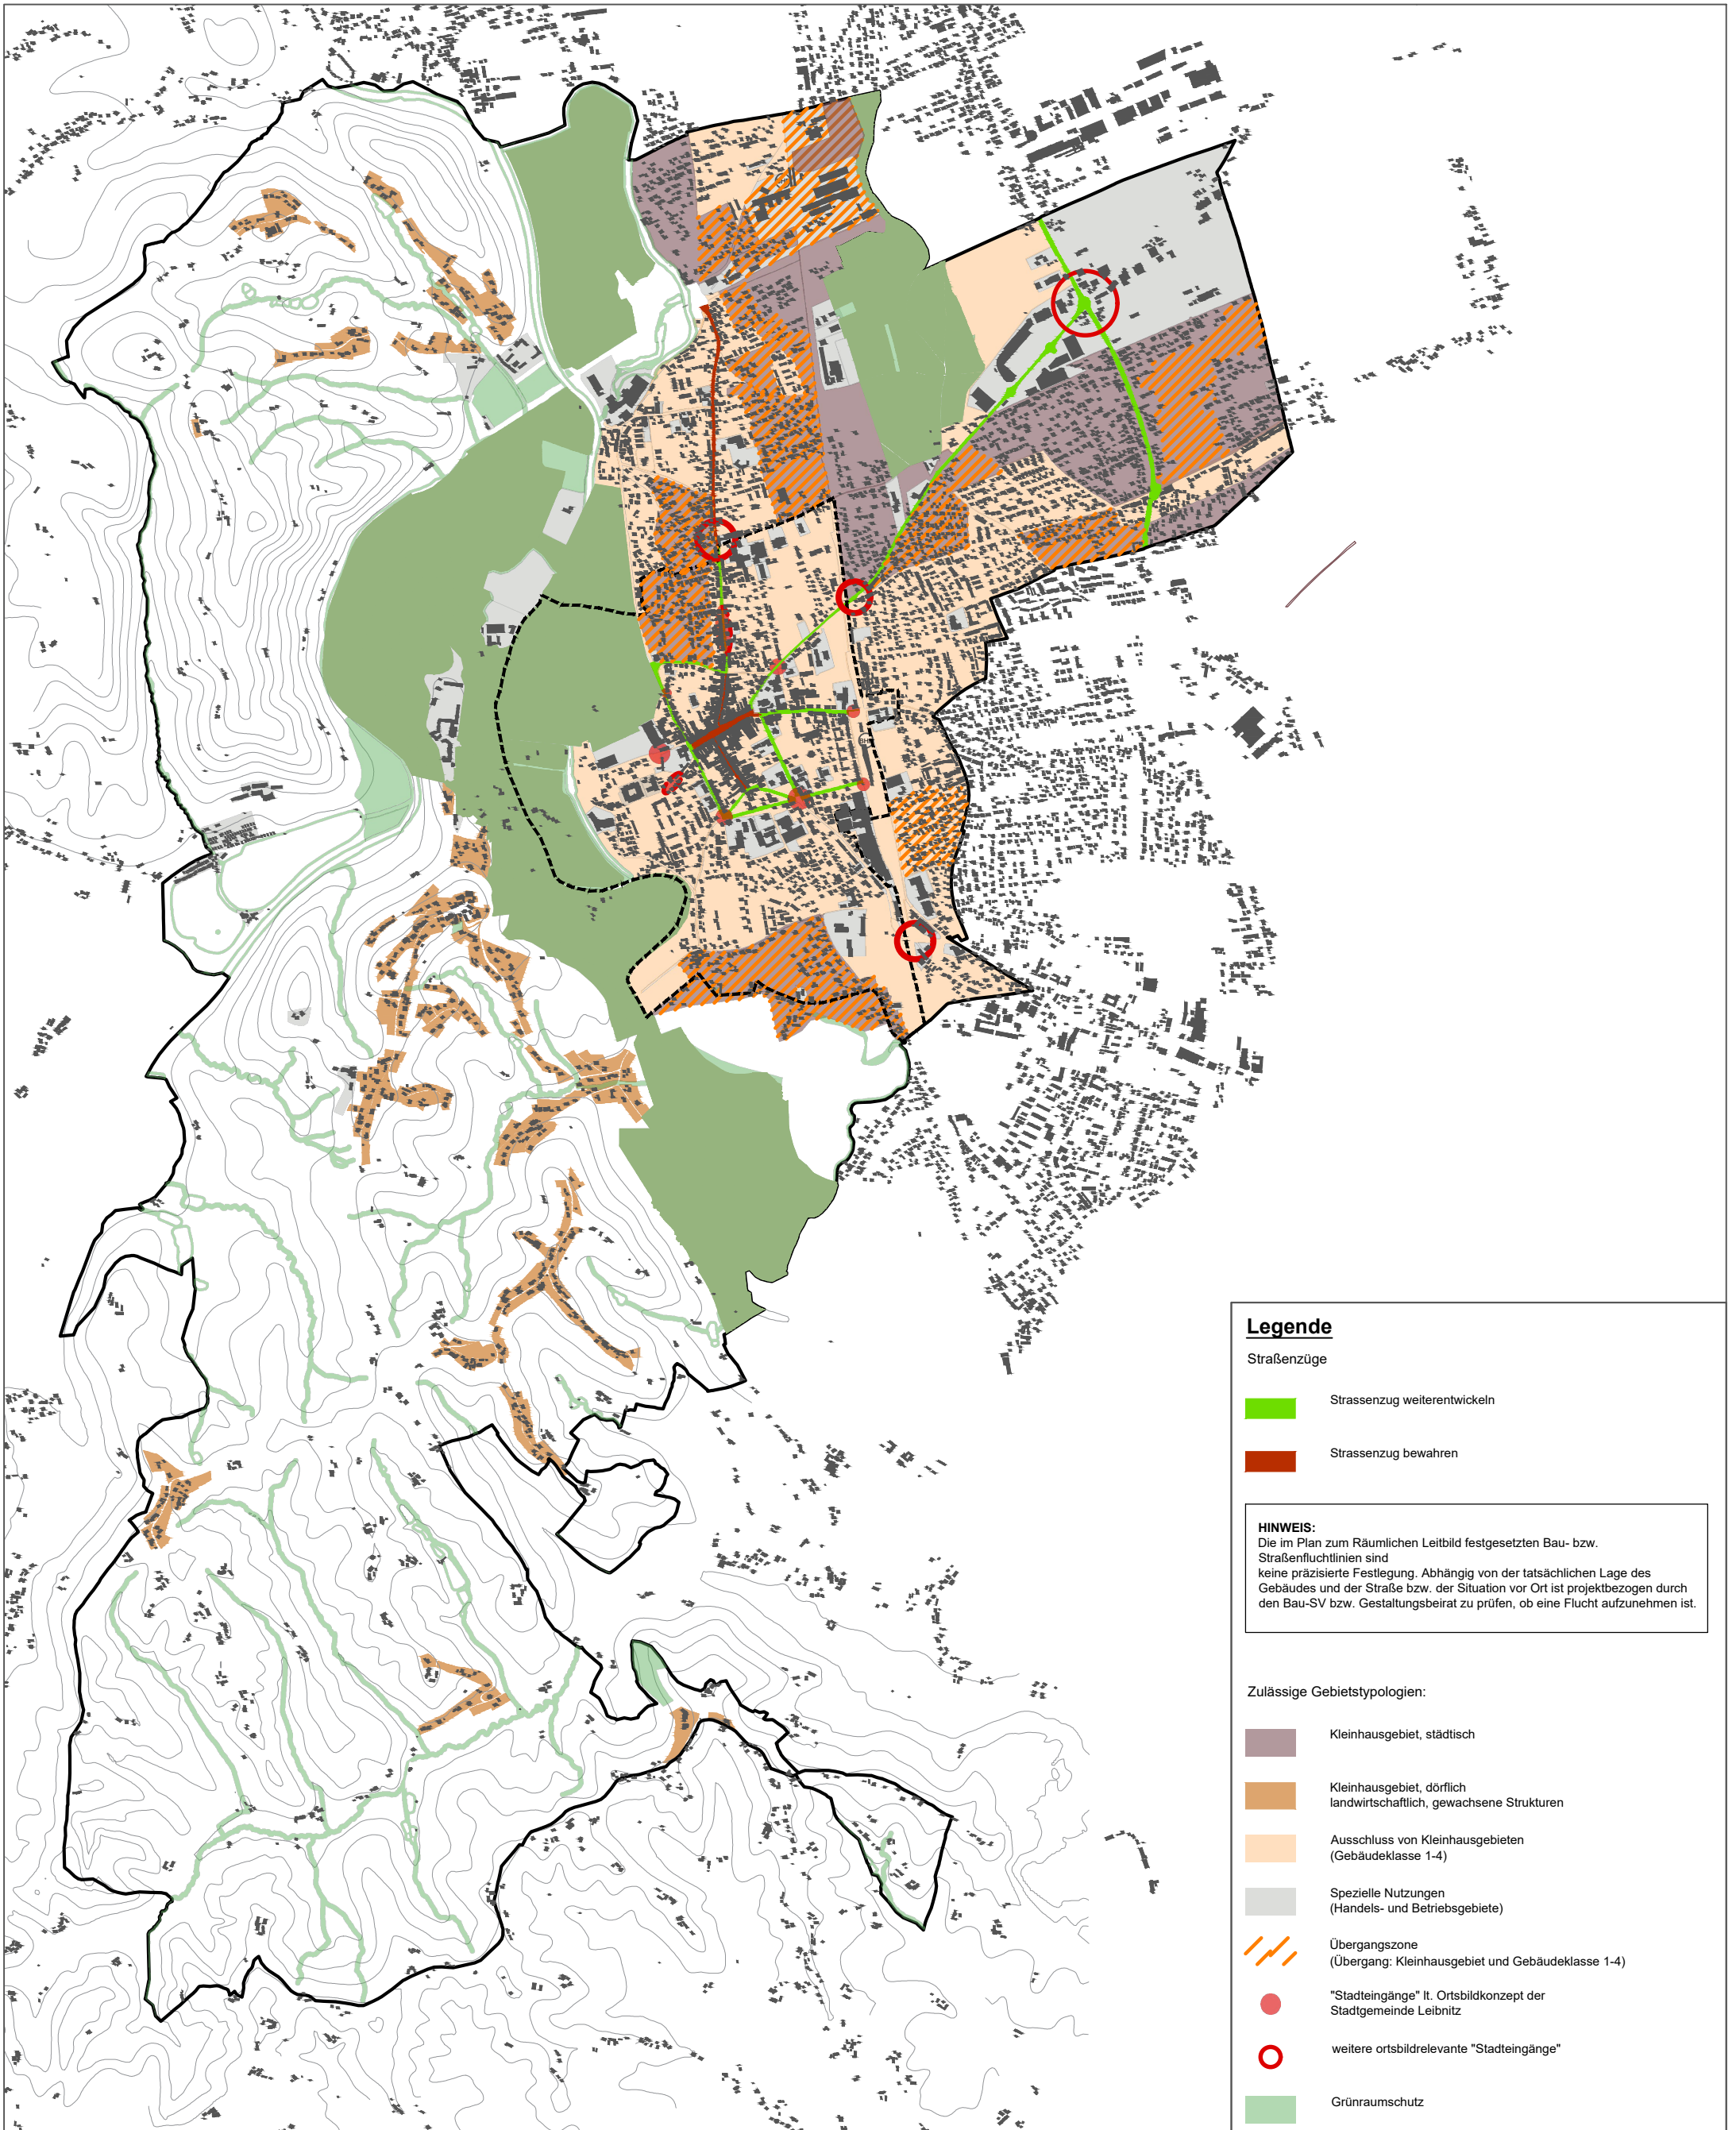 Legende
Straßenzüge
Strassenzug weiterentwickeln
Strassenzug bewahren
HINWEIS:
Die im Plan zum Räumlichen Leitbild festgesetzten Bau- bzw.
Straßenfluchtlinien sind
keine präzisierte Festlegung. Abhängig von der tatsächlichen Lage des
Gebäudes und der Straße bzw. der Situation vor Ort ist projektbezogen durch
den Bau-SV bzw. Gestaltungsbeirat zu prüfen, ob eine Flucht aufzunehmen ist.
Zulässige Gebietstypologien:
Kleinhausgebiet, städtisch
Kleinhausgebiet, dörflich
landwirtschaftlich, gewachsene Strukturen
Ausschluss von Kleinhausgebieten
(Gebäudeklasse 1-4)
Spezielle Nutzungen
(Handels- und Betriebsgebiete)
Übergangszone
(Übergang: Kleinhausgebiet und Gebäudeklasse 1-4)
"Stadteingänge" lt. Ortsbildkonzept der
Stadtgemeinde Leibnitz
weitere ortsbildrelevante "Stadteingänge"
Grünraumschutz